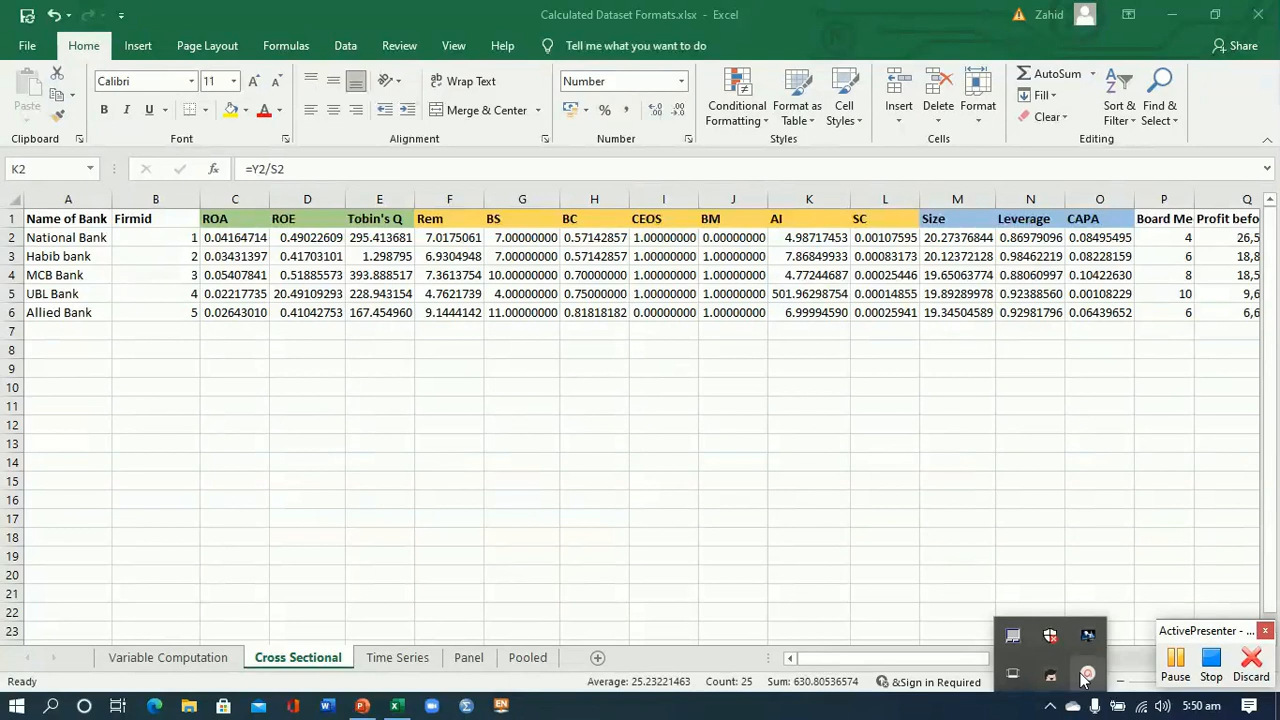 Calculated Dataset Formats.xlsx - Excel
Zahid
File Home Insert Page Layout Formulas Data Review View Help Tell me what you want to do Share
Calibri 11 Wrap Text Number AutoSum
Paste Fill
B I U Merge & Center % Conditional Formatting Format as Table Cell Styles Insert Delete Format Clear Sort & Filter Find & Select
Clipboard Font Alignment Number Styles Cells Editing
K2 fx =Y2/S2
A B C D E F G H I J K L M N O P Q
1 Name of Bank Firmid ROA ROE Tobin's Q Rem BS BC CEOS BM AI SC Size Leverage CAPA Board Me Profit befo
2 National Bank 1 0.04164714 0.49022609 295.413681 7.0175061 7.00000000 0.57142857 1.00000000 0.00000000 4.98717453 0.00107595 20.27376844 0.86979096 0.08495495 4 26,5
3 Habib bank 2 0.03431397 0.41703101 1.298795 6.9304948 7.00000000 0.57142857 1.00000000 1.00000000 7.86849933 0.00083173 20.12372128 0.98462219 0.08228159 6 18,8
4 MCB Bank 3 0.05407841 0.51885573 393.888517 7.3613754 10.00000000 0.70000000 1.00000000 1.00000000 4.77244687 0.00025446 19.65063774 0.88060997 0.10422630 8 18,5
5 UBL Bank 4 0.02217735 20.49109293 228.943154 4.7621739 4.00000000 0.75000000 1.00000000 1.00000000 501.96298754 0.00014855 19.89289978 0.92388560 0.00108229 10 9,6
6 Allied Bank 5 0.02643010 0.41042753 167.454960 9.1444142 11.00000000 0.81818182 0.00000000 1.00000000 6.99994590 0.00025941 19.34504589 0.92981796 0.06439652 6 6,6
7
8
9
10
11
12
13
14
15
16
17
18
19
20
21
22
23
ActivePresenter - ...
Pause Stop Discard
Variable Computation Cross Sectional Time Series Panel Pooled
Ready Average: 25.23221463 Count: 25 Sum: 630.80536574 &Sign in Required
EN 5:50 am